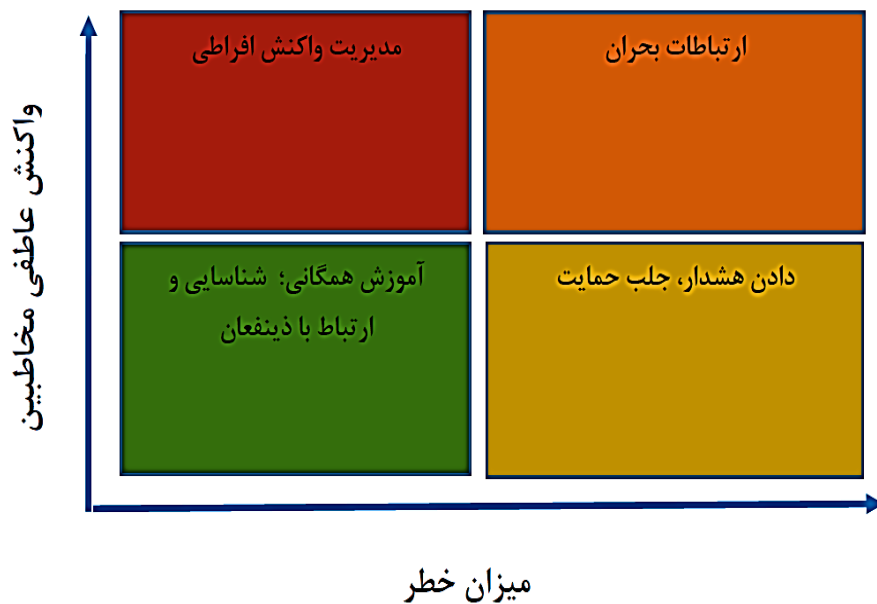 ارتباطات بحران
مدیریت واکنش افراطی
دادن هشدار، جلب حمایت
آموزش همگانی؛ شناسایی و
ارتباط با ذینفعان
واکنش عاطفی مخاطبین
میزان خطر